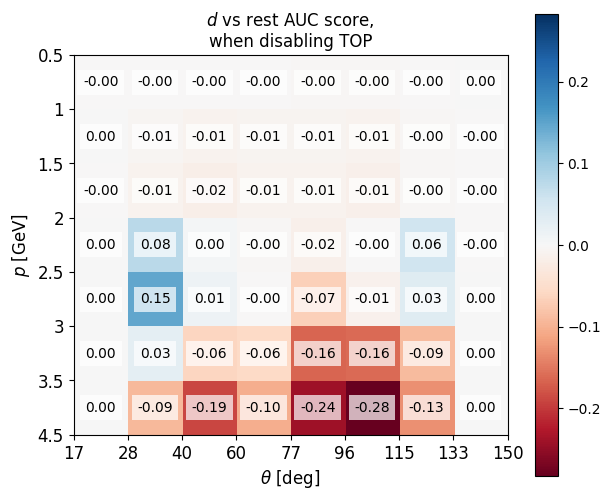 d vs rest AUC score,
when disabling TOP
0.5
-0.00 -0.00 -0.00 -0.00 -0.00 -0.00 -0.00 0.00
1
0.00 -0.01 -0.01 -0.01 -0.01 -0.01 -0.00 -0.00
1.5
-0.00 -0.01 -0.02 -0.01 -0.01 -0.01 -0.00 -0.00
2
0.00 0.08 0.00 -0.00 -0.02 -0.00 0.06 -0.00
2.5
0.00 0.15 0.01 -0.00 -0.07 -0.01 0.03 0.00
3
0.00 0.03 -0.06 -0.06 -0.16 -0.16 -0.09 0.00
3.5
0.00 -0.09 -0.19 -0.10 -0.24 -0.28 -0.13 0.00
4.5
17 28 40 60 77 96 115 133 150
θ [deg]
p [GeV]
0.2
0.1
0.0
−0.1
−0.2